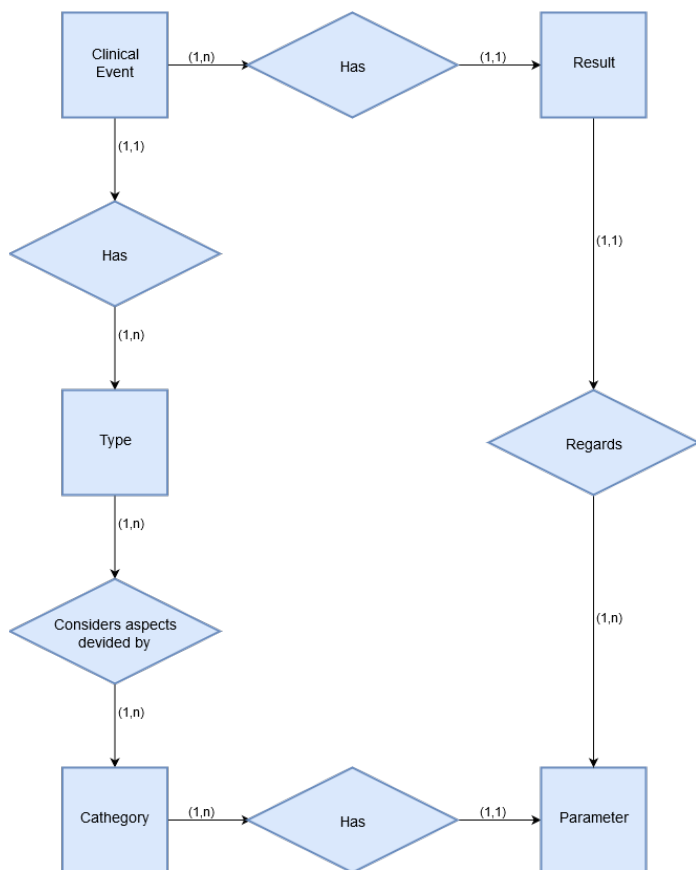 Clinical
Event
(1,n)
Has
(1,1)
Result
(1,1)
Has
(1,1)
(1,n)
Type
Regards
(1,n)
Considers aspects
devided by
(1,n)
(1,n)
Cathegory
(1,n)
Has
(1,1)
Parameter